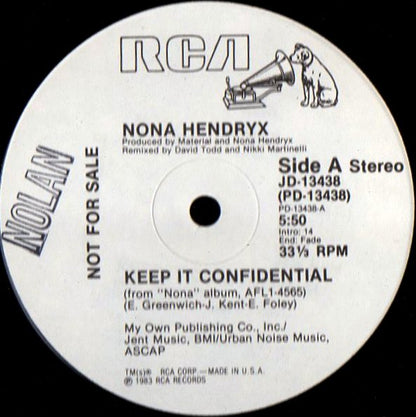 RCA
NONA HENDRYX
Produced by Material and Nona Hendryx
Remixed by David Todd and Nikki Martinelli
NOLAN
NOT FOR SALE
Side A Stereo
JD-13438
(PD-13438)
PD-13438-A
5:50
Intro: 14
End: Fade
33⅓ RPM
KEEP IT CONFIDENTIAL
(from "Nona" album, AFL1-4565)
(E. Greenwich-J. Kent-E. Foley)
My Own Publishing Co., Inc./
Jent Music, BMI/Urban Noise Music,
ASCAP
TM(s)® RCA CORP.—MADE IN U.S.A.
℗ 1983 RCA RECORDS